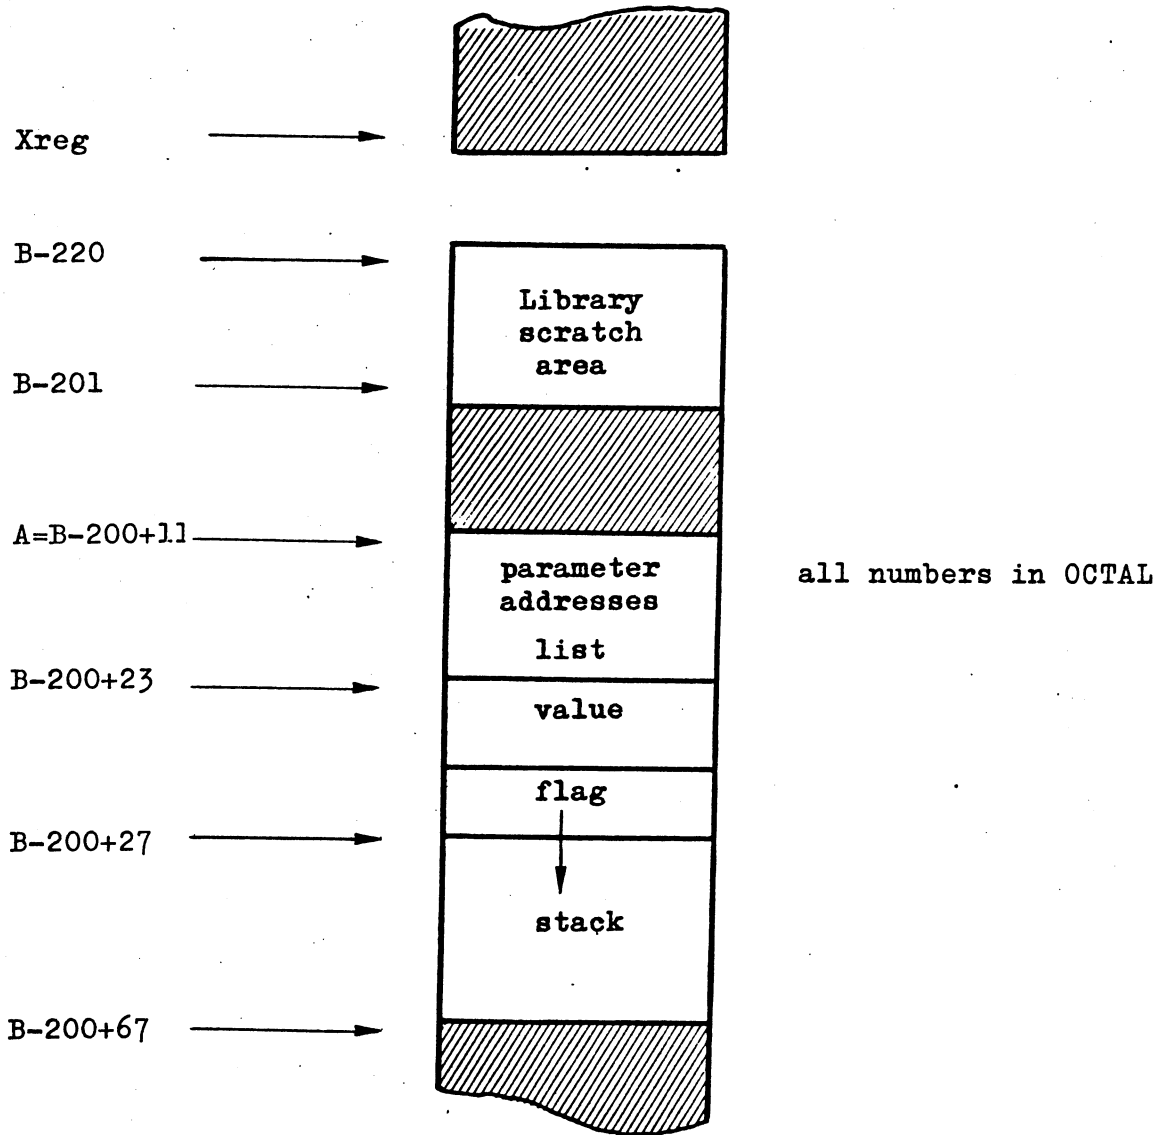 Xreg
B-220
Library
scratch
area
B-201
A=B-200+11
parameter
addresses
all numbers in OCTAL
list
B-200+23
value
flag
B-200+27
stack
B-200+67